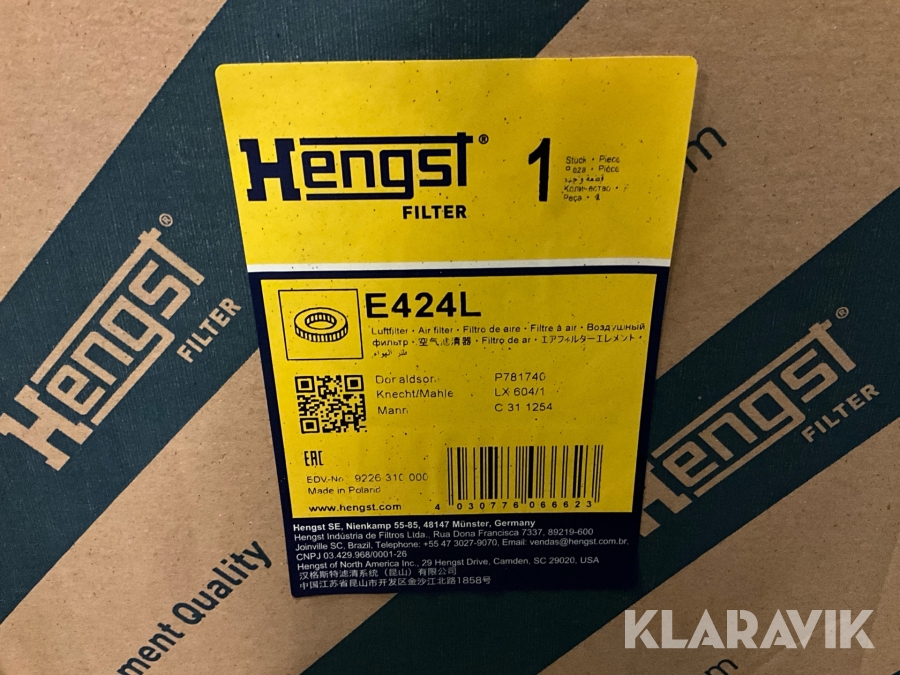 Hengst®
FILTER
1
Stück · Piece
Pieza · Pièce
Количество ·
Peça · 1
E424L
Luftfilter · Air filter · Filtro de aire · Filtre à air · Воздушный
фильтр · 空气滤清器 · Filtro de ar · エアフィルターエレメント ·
Donaldson P781740
Knecht/Mahle LX 604/1
Mann C 31 1254
EAC
EDV-No. 9226 310 000
Made in Poland
www.hengst.com
4 030776 066623
Hengst SE, Nienkamp 55-85, 48147 Münster, Germany
Hengst Indústria de Filtros Ltda., Rua Dona Francisca 7337, 89219-600
Joinville SC, Brazil, Telephone: +55 47 3027-9070, Email: vendas@hengst.com.br,
CNPJ 03.429.968/0001-26
Hengst of North America Inc., 29 Hengst Drive, Camden, SC 29020, USA
汉格斯特滤清系统（昆山）有限公司
中国江苏省昆山市开发区金沙江北路1858号
Hengst®
FILTER
Hengst®
FILTER
ment Quality
om
.com
KLARAVIK